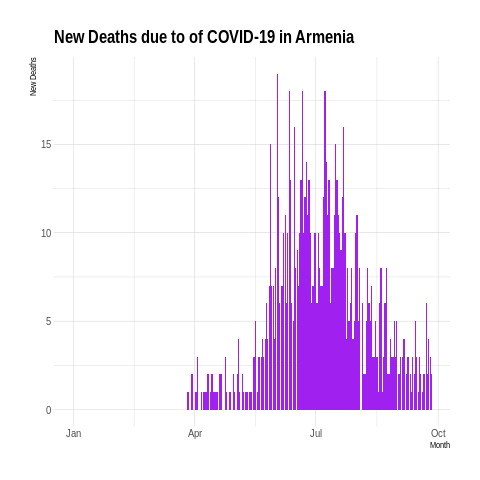 New Deaths due to of COVID-19 in Armenia
New Deaths
15
10
5
0
Jan Apr Jul Oct
Month